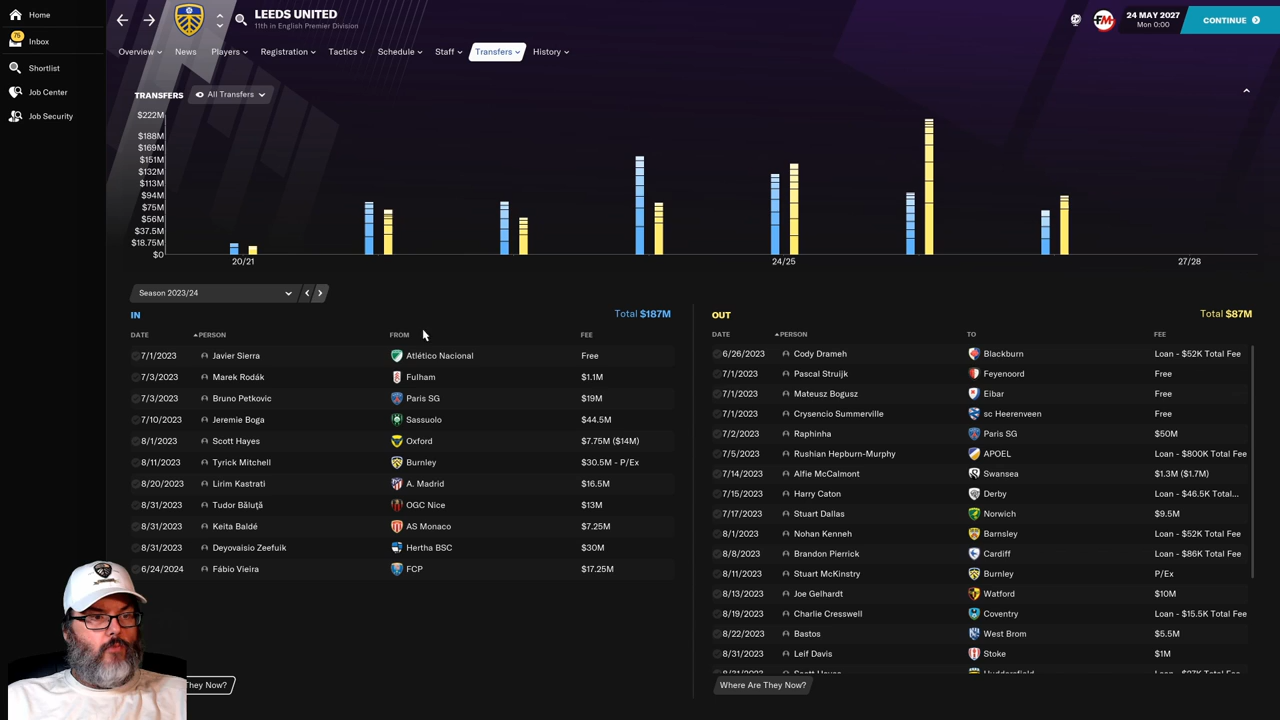 Home
75
Inbox
Shortlist
Job Center
Job Security
LEEDS UNITED
11th in English Premier Division
FM
24 MAY 2027
Mon 0:00
CONTINUE
Overview
News
Players
Registration
Tactics
Schedule
Staff
Transfers
History
TRANSFERS
All Transfers
$222M
$188M
$169M
$151M
$132M
$113M
$94M
$75M
$56M
$37.5M
$18.75M
$0
20/21
24/25
27/28
Season 2023/24
IN
Total $187M
DATE PERSON FROM FEE
7/1/2023 Javier Sierra Atlético Nacional Free
7/3/2023 Marek Rodák Fulham $1.1M
7/3/2023 Bruno Petkovic Paris SG $19M
7/10/2023 Jeremie Boga Sassuolo $44.5M
8/1/2023 Scott Hayes Oxford $7.75M ($14M)
8/11/2023 Tyrick Mitchell Burnley $30.5M - P/Ex
8/20/2023 Lirim Kastrati A. Madrid $16.5M
8/31/2023 Tudor Băluţă OGC Nice $13M
8/31/2023 Keita Baldé AS Monaco $7.25M
8/31/2023 Deyovaisio Zeefuik Hertha BSC $30M
6/24/2024 Fábio Vieira FCP $17.25M
They Now?
OUT
Total $87M
DATE PERSON TO FEE
6/26/2023 Cody Drameh Blackburn Loan - $52K Total Fee
7/1/2023 Pascal Struijk Feyenoord Free
7/1/2023 Mateusz Bogusz Eibar Free
7/1/2023 Crysencio Summerville sc Heerenveen Free
7/2/2023 Raphinha Paris SG $50M
7/5/2023 Rushian Hepburn-Murphy APOEL Loan - $800K Total Fee
7/14/2023 Alfie McCalmont Swansea $1.3M ($1.7M)
7/15/2023 Harry Caton Derby Loan - $46.5K Total...
7/17/2023 Stuart Dallas Norwich $9.5M
8/1/2023 Nohan Kenneh Barnsley Loan - $52K Total Fee
8/8/2023 Brandon Pierrick Cardiff Loan - $86K Total Fee
8/11/2023 Stuart McKinstry Burnley P/Ex
8/13/2023 Joe Gelhardt Watford $10M
8/19/2023 Charlie Cresswell Coventry Loan - $15.5K Total Fee
8/22/2023 Bastos West Brom $5.5M
8/31/2023 Leif Davis Stoke $1M
Where Are They Now?